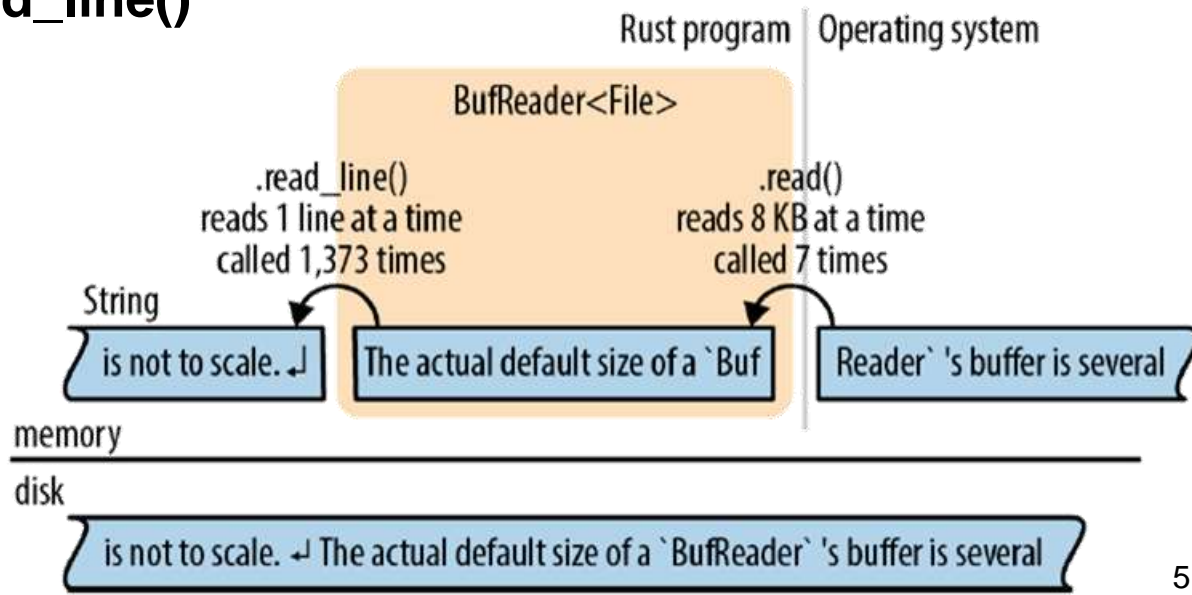 d_line()
Rust program
Operating system
BufReader<File>
.read_line()
reads 1 line at a time
called 1,373 times
.read()
reads 8 KB at a time
called 7 times
String
is not to scale. ↲
The actual default size of a `Buf
Reader` 's buffer is several
memory
disk
is not to scale. ↲ The actual default size of a `BufReader` 's buffer is several
5